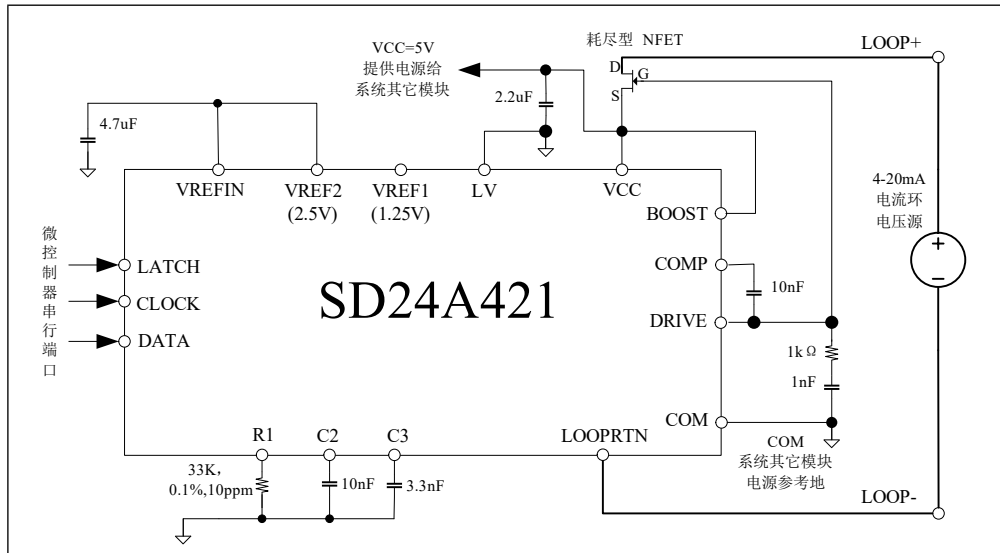 耗尽型 NFET
LOOP+
VCC=5V
提供电源给
系统其它模块
D
G
S
2.2uF
4.7uF
VREFIN
VREF2
(2.5V)
VREF1
(1.25V)
LV
VCC
BOOST
4-20mA
电流环
电压源
微控制器串行端口
LATCH
CLOCK
DATA
SD24A421
COMP
10nF
DRIVE
1kΩ
1nF
COM
COM
系统其它模块
电源参考地
R1
C2
C3
LOOPRTN
33K，
0.1%,10ppm
10nF
3.3nF
LOOP-